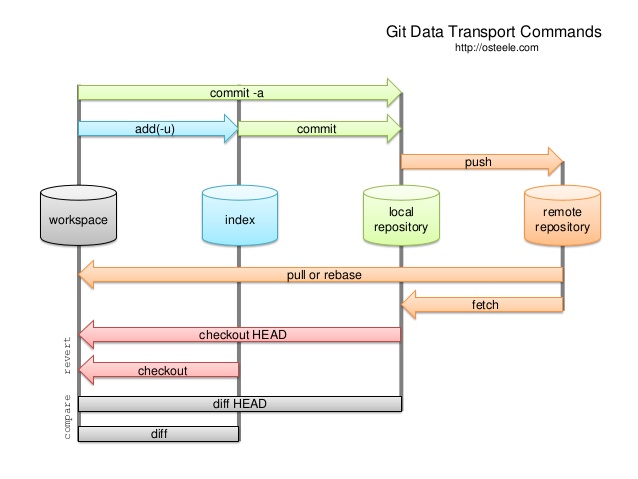 Git Data Transport Commands
http://osteele.com
commit -a
add(-u)
commit
push
workspace
index
local
repository
remote
repository
pull or rebase
fetch
checkout HEAD
revert
checkout
diff HEAD
compare
diff